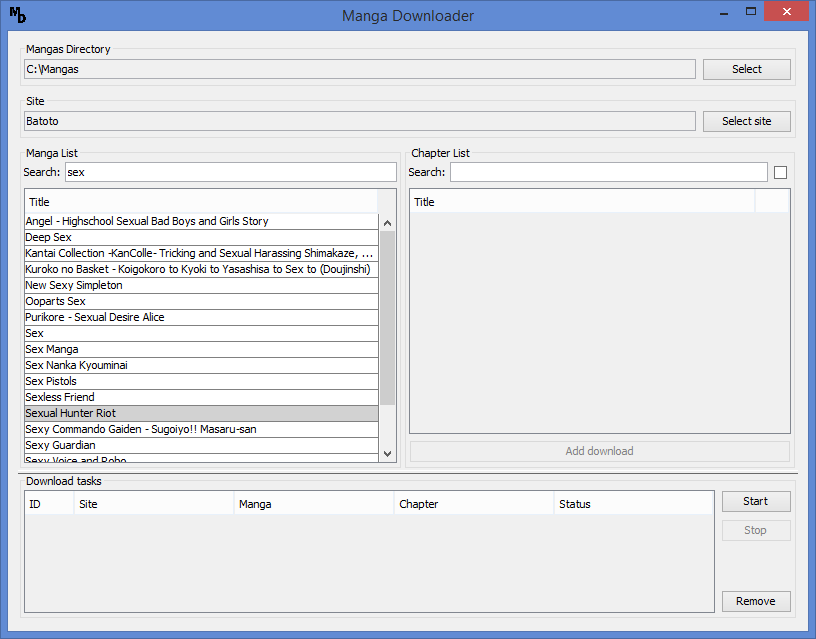 MD
Manga Downloader
Mangas Directory
C:\Mangas
Select
Site
Batoto
Select site
Manga List
Search: sex
Title
Angel - Highschool Sexual Bad Boys and Girls Story
Deep Sex
Kantai Collection -KanColle- Tricking and Sexual Harassing Shimakaze, ...
Kuroko no Basket - Koigokoro to Kyoki to Yasashisa to Sex to (Doujinshi)
New Sexy Simpleton
Ooparts Sex
Purikore - Sexual Desire Alice
Sex
Sex Manga
Sex Nanka Kyouminai
Sex Pistols
Sexless Friend
Sexual Hunter Riot
Sexy Commando Gaiden - Sugoiyo!! Masaru-san
Sexy Guardian
Sexy Voice and Robo
Chapter List
Search:
Title
Add download
Download tasks
ID Site Manga Chapter Status
Start
Stop
Remove